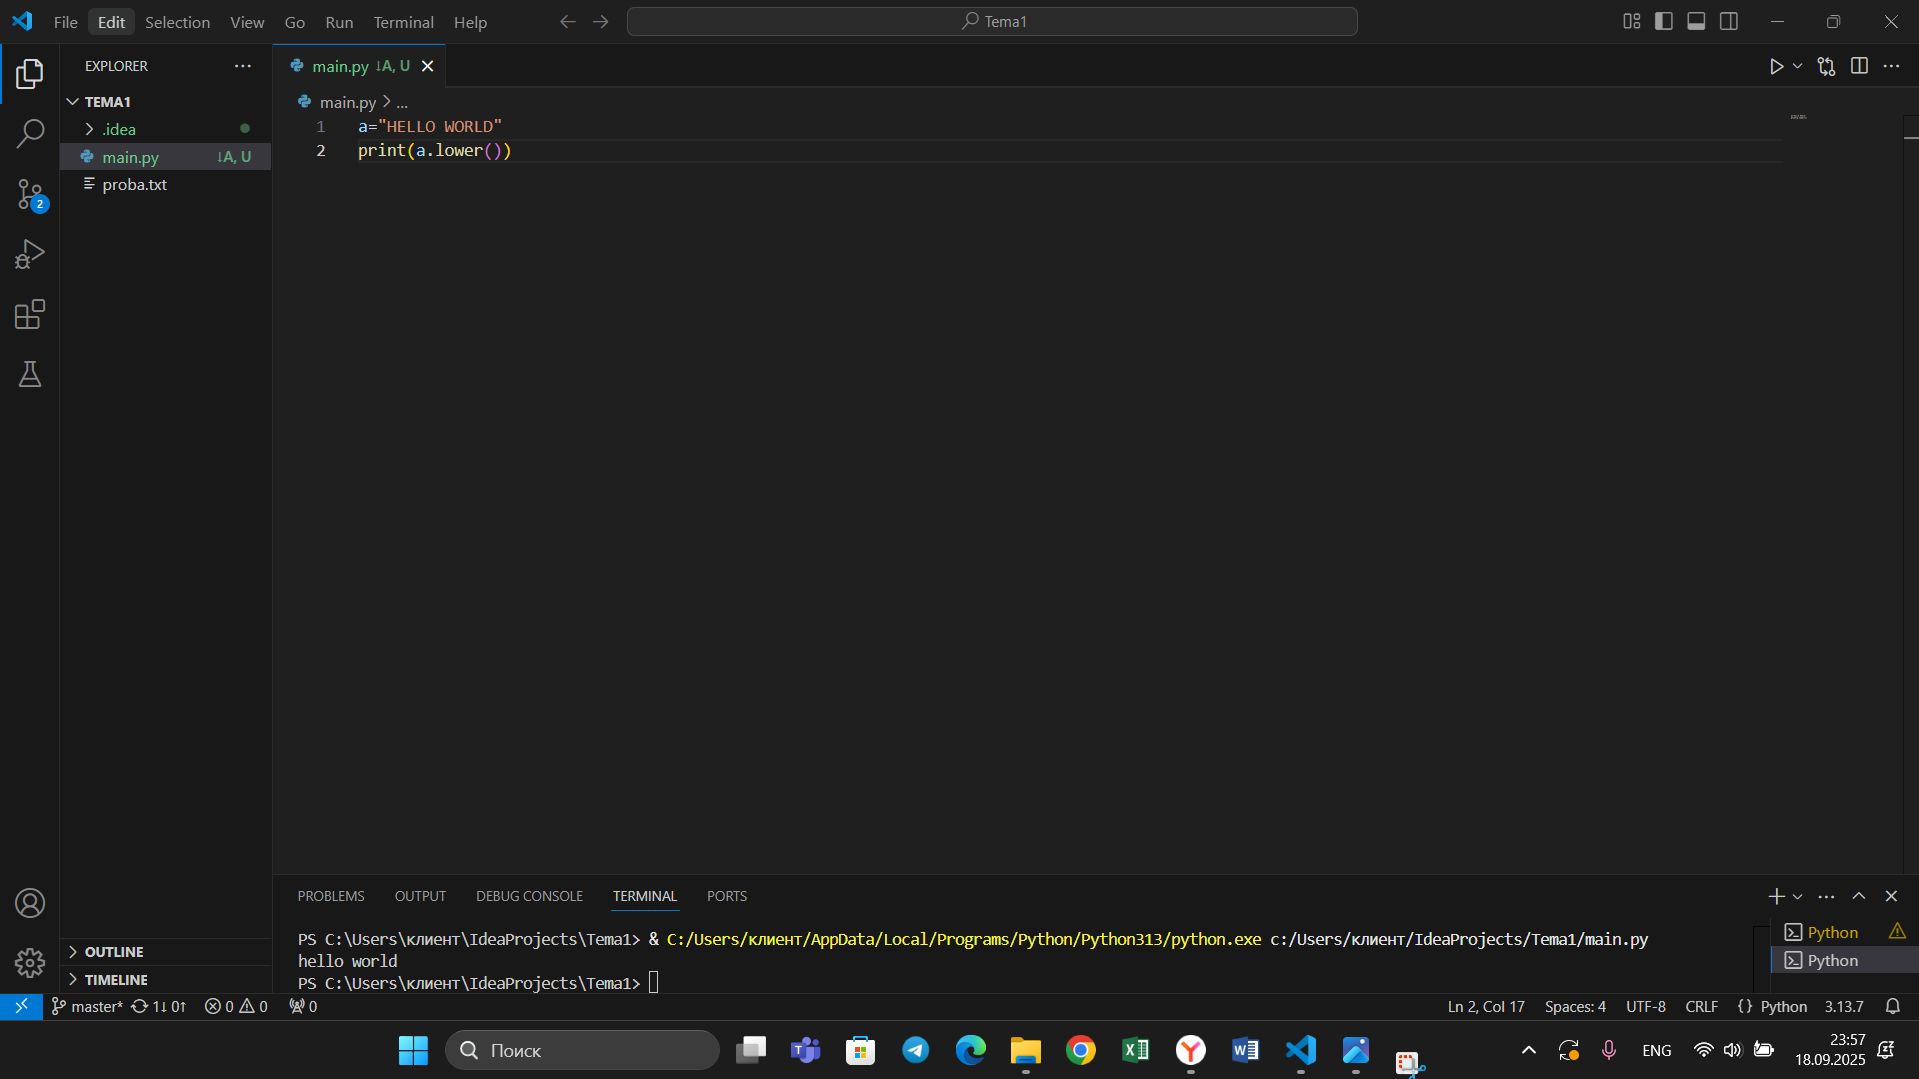 File Edit Selection View Go Run Terminal Help
Tema1
EXPLORER
TEMA1
.idea
main.py ↓A, U
proba.txt
main.py ↓A, U
main.py > ...
1 a="HELLO WORLD"
2 print(a.lower())
2
OUTLINE
TIMELINE
PROBLEMS OUTPUT DEBUG CONSOLE TERMINAL PORTS
PS C:\Users\клиент\IdeaProjects\Tema1> & C:/Users/клиент/AppData/Local/Programs/Python/Python313/python.exe c:/Users/клиент/IdeaProjects/Tema1/main.py
hello world
PS C:\Users\клиент\IdeaProjects\Tema1>
Python
Python
master* 1↓ 0↑ 0 0 0
Ln 2, Col 17 Spaces: 4 UTF-8 CRLF {} Python 3.13.7
Поиск
ENG
23:57
18.09.2025